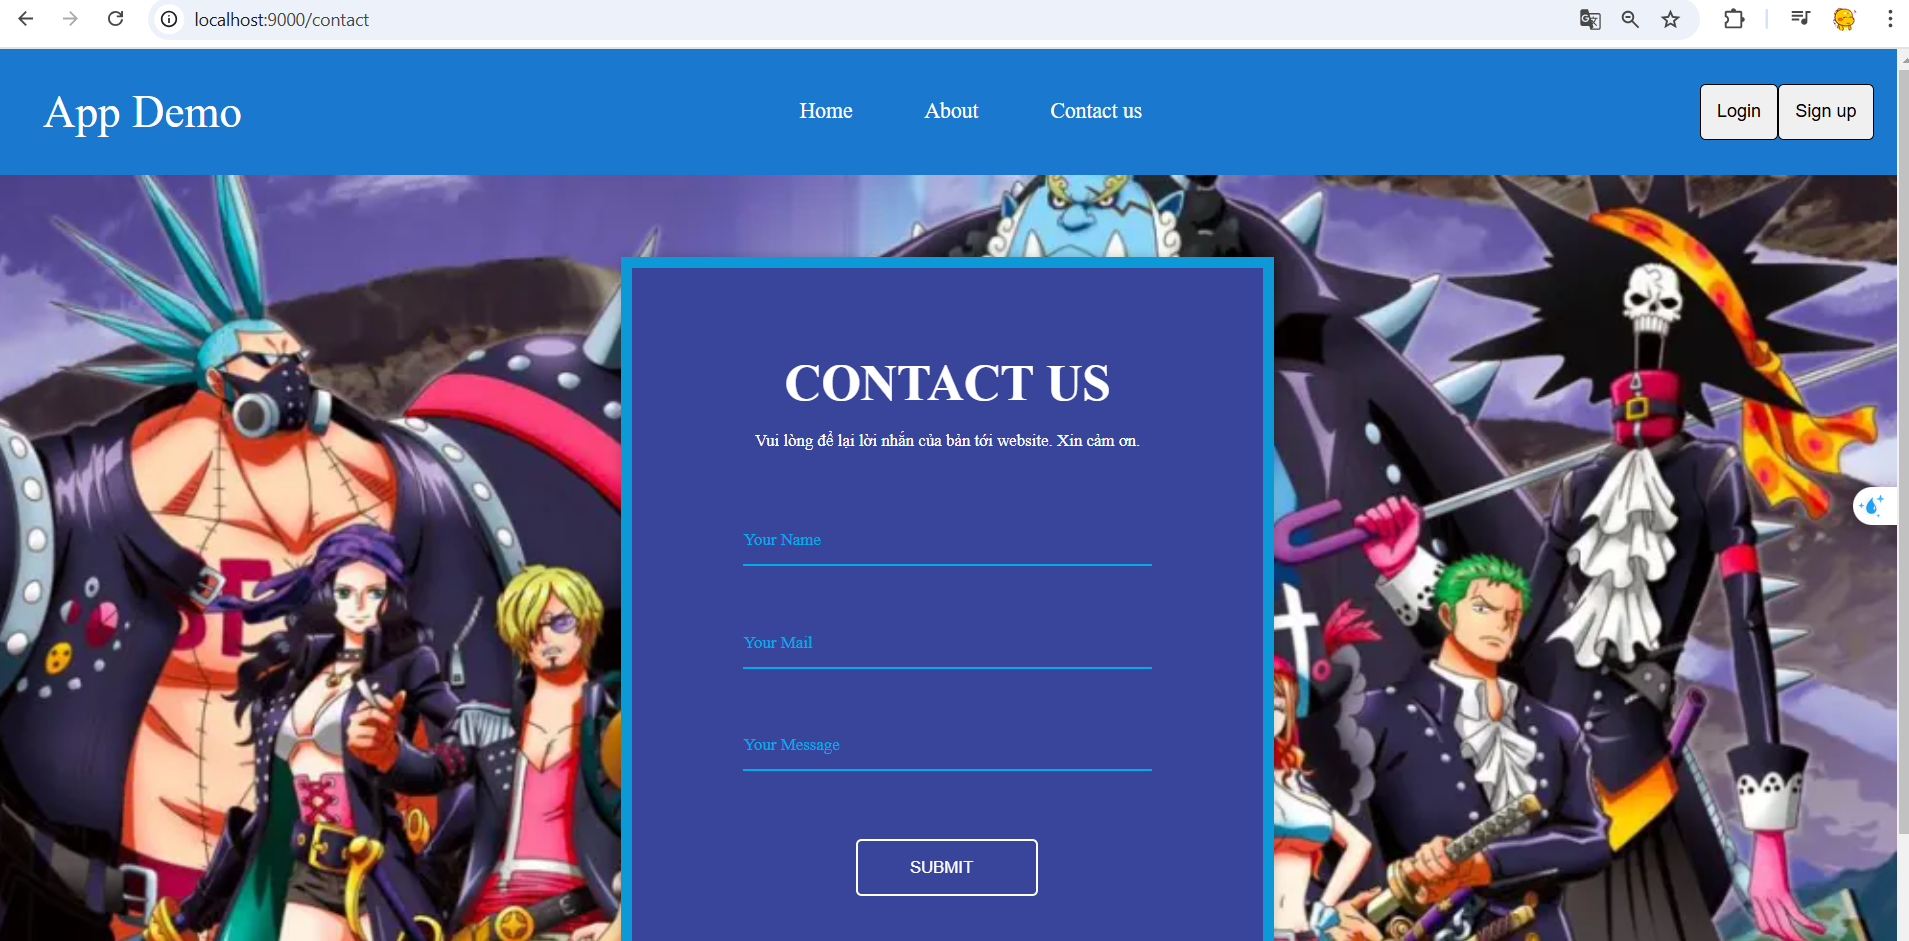 localhost:9000/contact
App Demo
Home
About
Contact us
Login
Sign up
CONTACT US
Vui lòng để lại lời nhắn của bản tới website. Xin cảm ơn.
Your Name
Your Mail
Your Message
SUBMIT